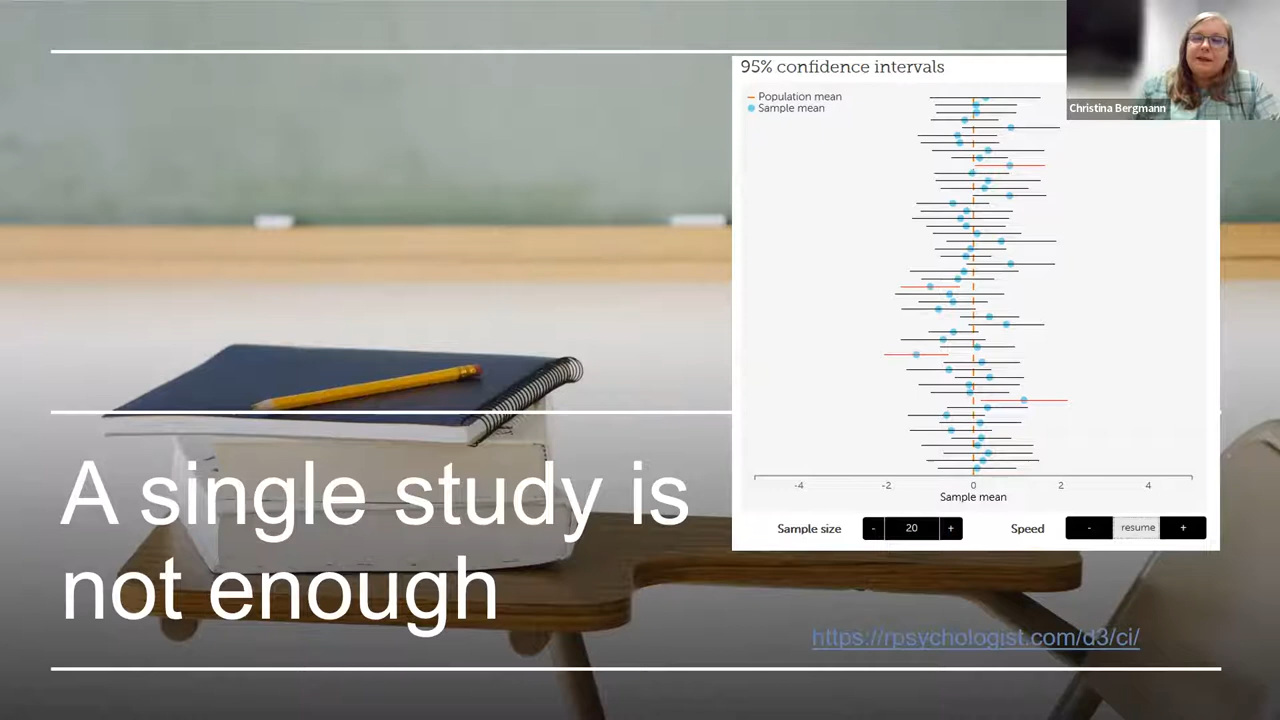 95% confidence intervals
Population mean
Sample mean
Christina Bergmann
-4 -2 0 2 4
Sample mean
Sample size - 20 + Speed - resume +
A single study is
not enough
https://rpsychologist.com/d3/ci/